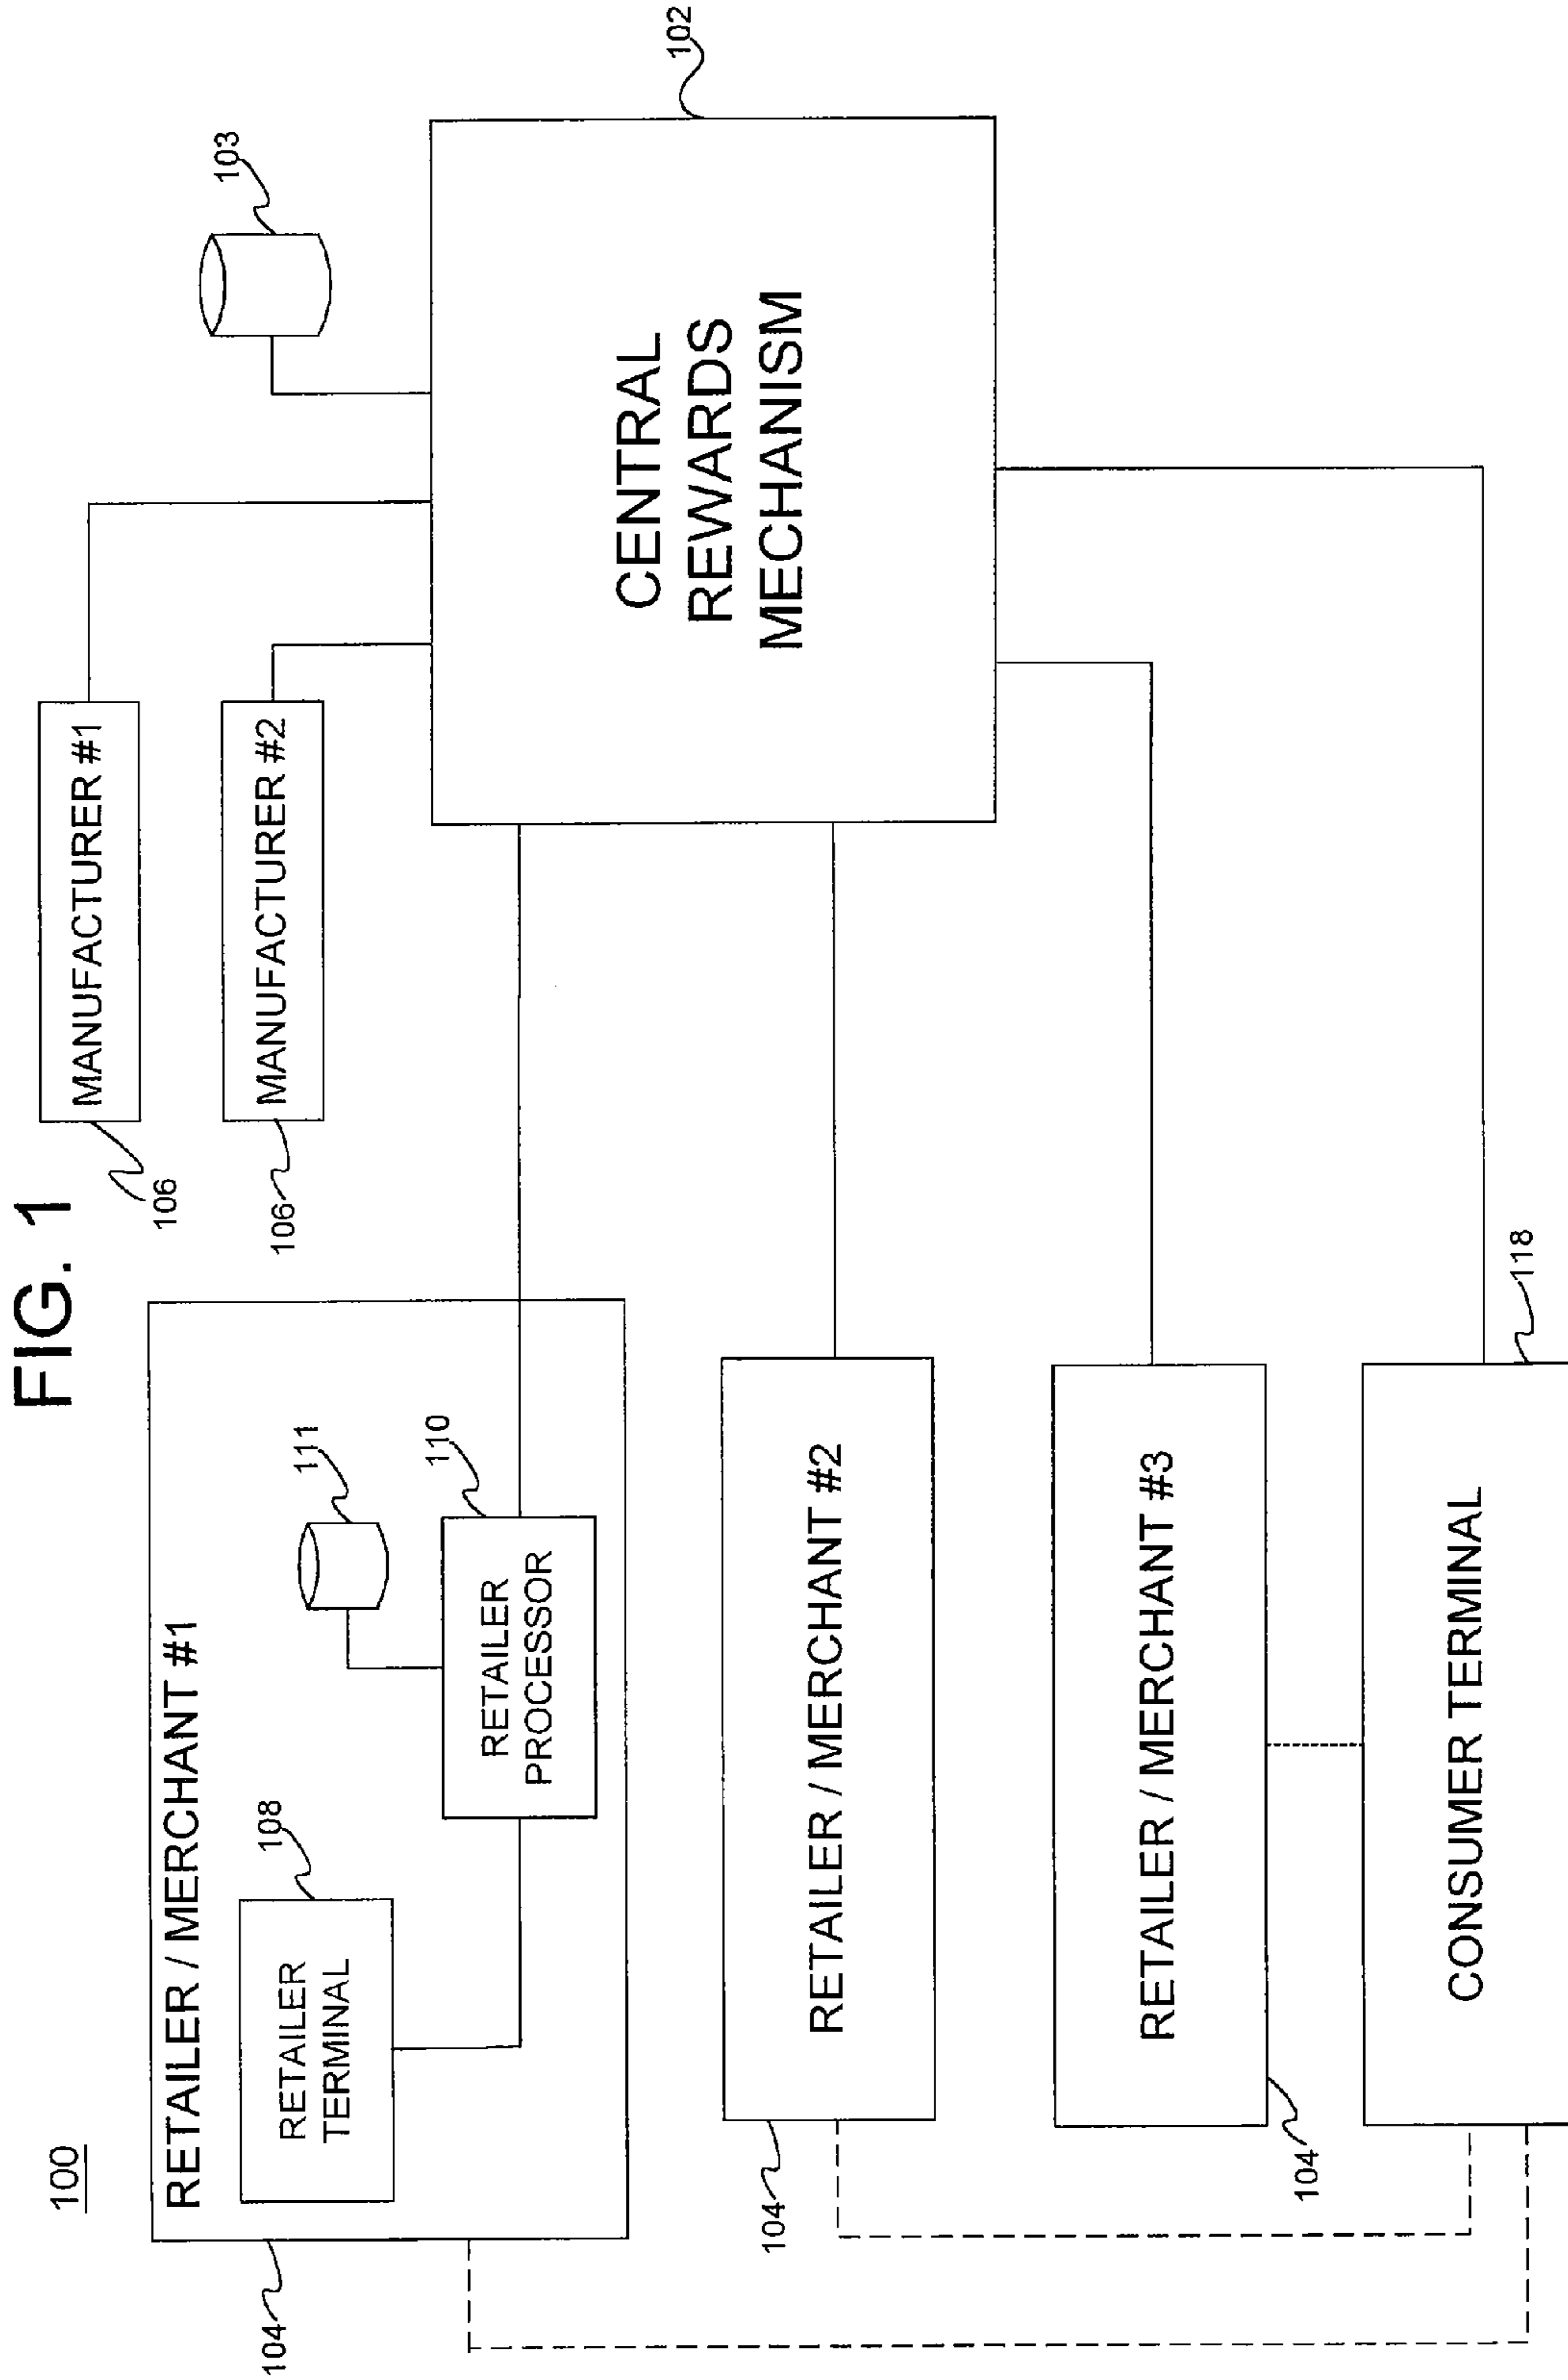 FIG. 1
100
RETAILER / MERCHANT #1
104
RETAILER
TERMINAL
108
RETAILER
PROCESSOR
110
111
MANUFACTURER #1
106
MANUFACTURER #2
106
103
CENTRAL
REWARDS
MECHANISM
102
RETAILER / MERCHANT #2
104
RETAILER / MERCHANT #3
104
CONSUMER TERMINAL
118